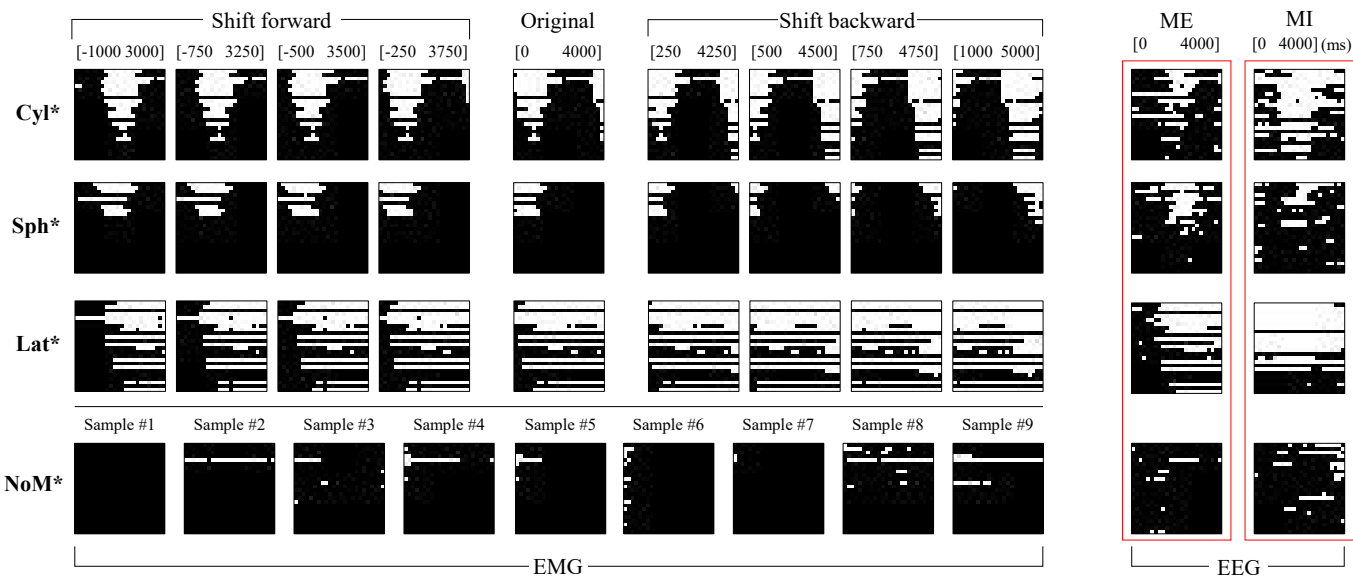 Shift forward Original Shift backward ME MI
[-1000 3000] [-750 3250] [-500 3500] [-250 3750] [0 4000] [250 4250] [500 4500] [750 4750] [1000 5000] [0 4000] [0 4000] (ms)
Cyl*
Sph*
Lat*
Sample #1 Sample #2 Sample #3 Sample #4 Sample #5 Sample #6 Sample #7 Sample #8 Sample #9
NoM*
EMG EEG